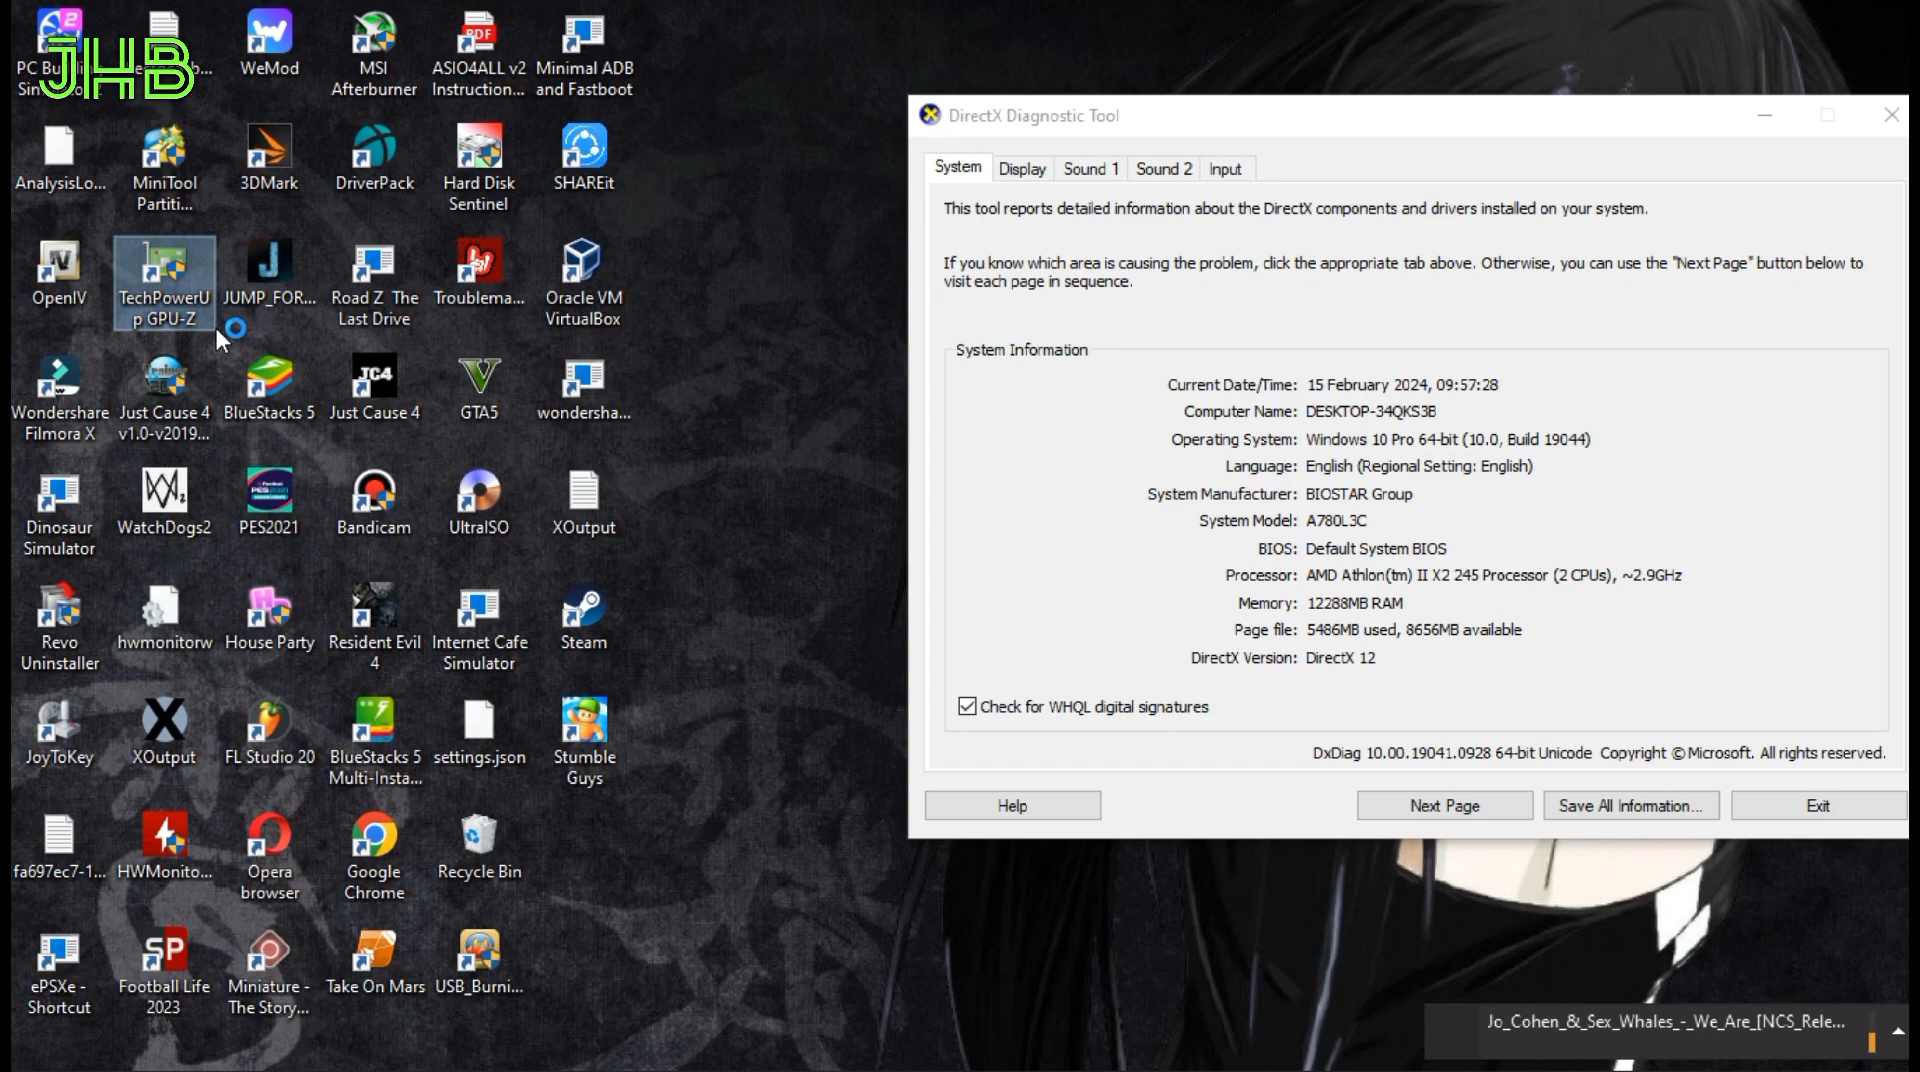 JHB
PC Bu
Sim
b...
WeMod
MSI
Afterburner
PDF
ASIO4ALL v2
Instruction...
Minimal ADB
and Fastboot
AnalysisLo...
MiniTool
Partiti...
3DMark
DriverPack
Hard Disk
Sentinel
SHAREit
OpenIV
TechPowerU
p GPU-Z
JUMP_FOR...
Road Z The
Last Drive
Troublema...
Oracle VM
VirtualBox
Wondershare
Filmora X
Just Cause 4
v1.0-v2019...
BlueStacks 5
JC4
Just Cause 4
GTA5
wondersha...
Dinosaur
Simulator
WatchDogs2
PES2021
Bandicam
UltraISO
XOutput
Revo
Uninstaller
hwmonitorw
House Party
Resident Evil
4
Internet Cafe
Simulator
Steam
JoyToKey
XOutput
FL Studio 20
BlueStacks 5
Multi-Insta...
settings.json
Stumble
Guys
fa697ec7-1...
HWMonito...
Opera
browser
Google
Chrome
Recycle Bin
ePSXe -
Shortcut
SP
Football Life
2023
Miniature -
The Story...
Take On Mars
USB_Burni...
DirectX Diagnostic Tool
System Display Sound 1 Sound 2 Input
This tool reports detailed information about the DirectX components and drivers installed on your system.
If you know which area is causing the problem, click the appropriate tab above. Otherwise, you can use the "Next Page" button below to
visit each page in sequence.
System Information
Current Date/Time: 15 February 2024, 09:57:28
Computer Name: DESKTOP-34QKS3B
Operating System: Windows 10 Pro 64-bit (10.0, Build 19044)
Language: English (Regional Setting: English)
System Manufacturer: BIOSTAR Group
System Model: A780L3C
BIOS: Default System BIOS
Processor: AMD Athlon(tm) II X2 245 Processor (2 CPUs), ~2.9GHz
Memory: 12288MB RAM
Page file: 5486MB used, 8656MB available
DirectX Version: DirectX 12
Check for WHQL digital signatures
DxDiag 10.00.19041.0928 64-bit Unicode Copyright © Microsoft. All rights reserved.
Help
Next Page
Save All Information...
Exit
Jo_Cohen_&_Sex_Whales_-_We_Are_[NCS_Rele...